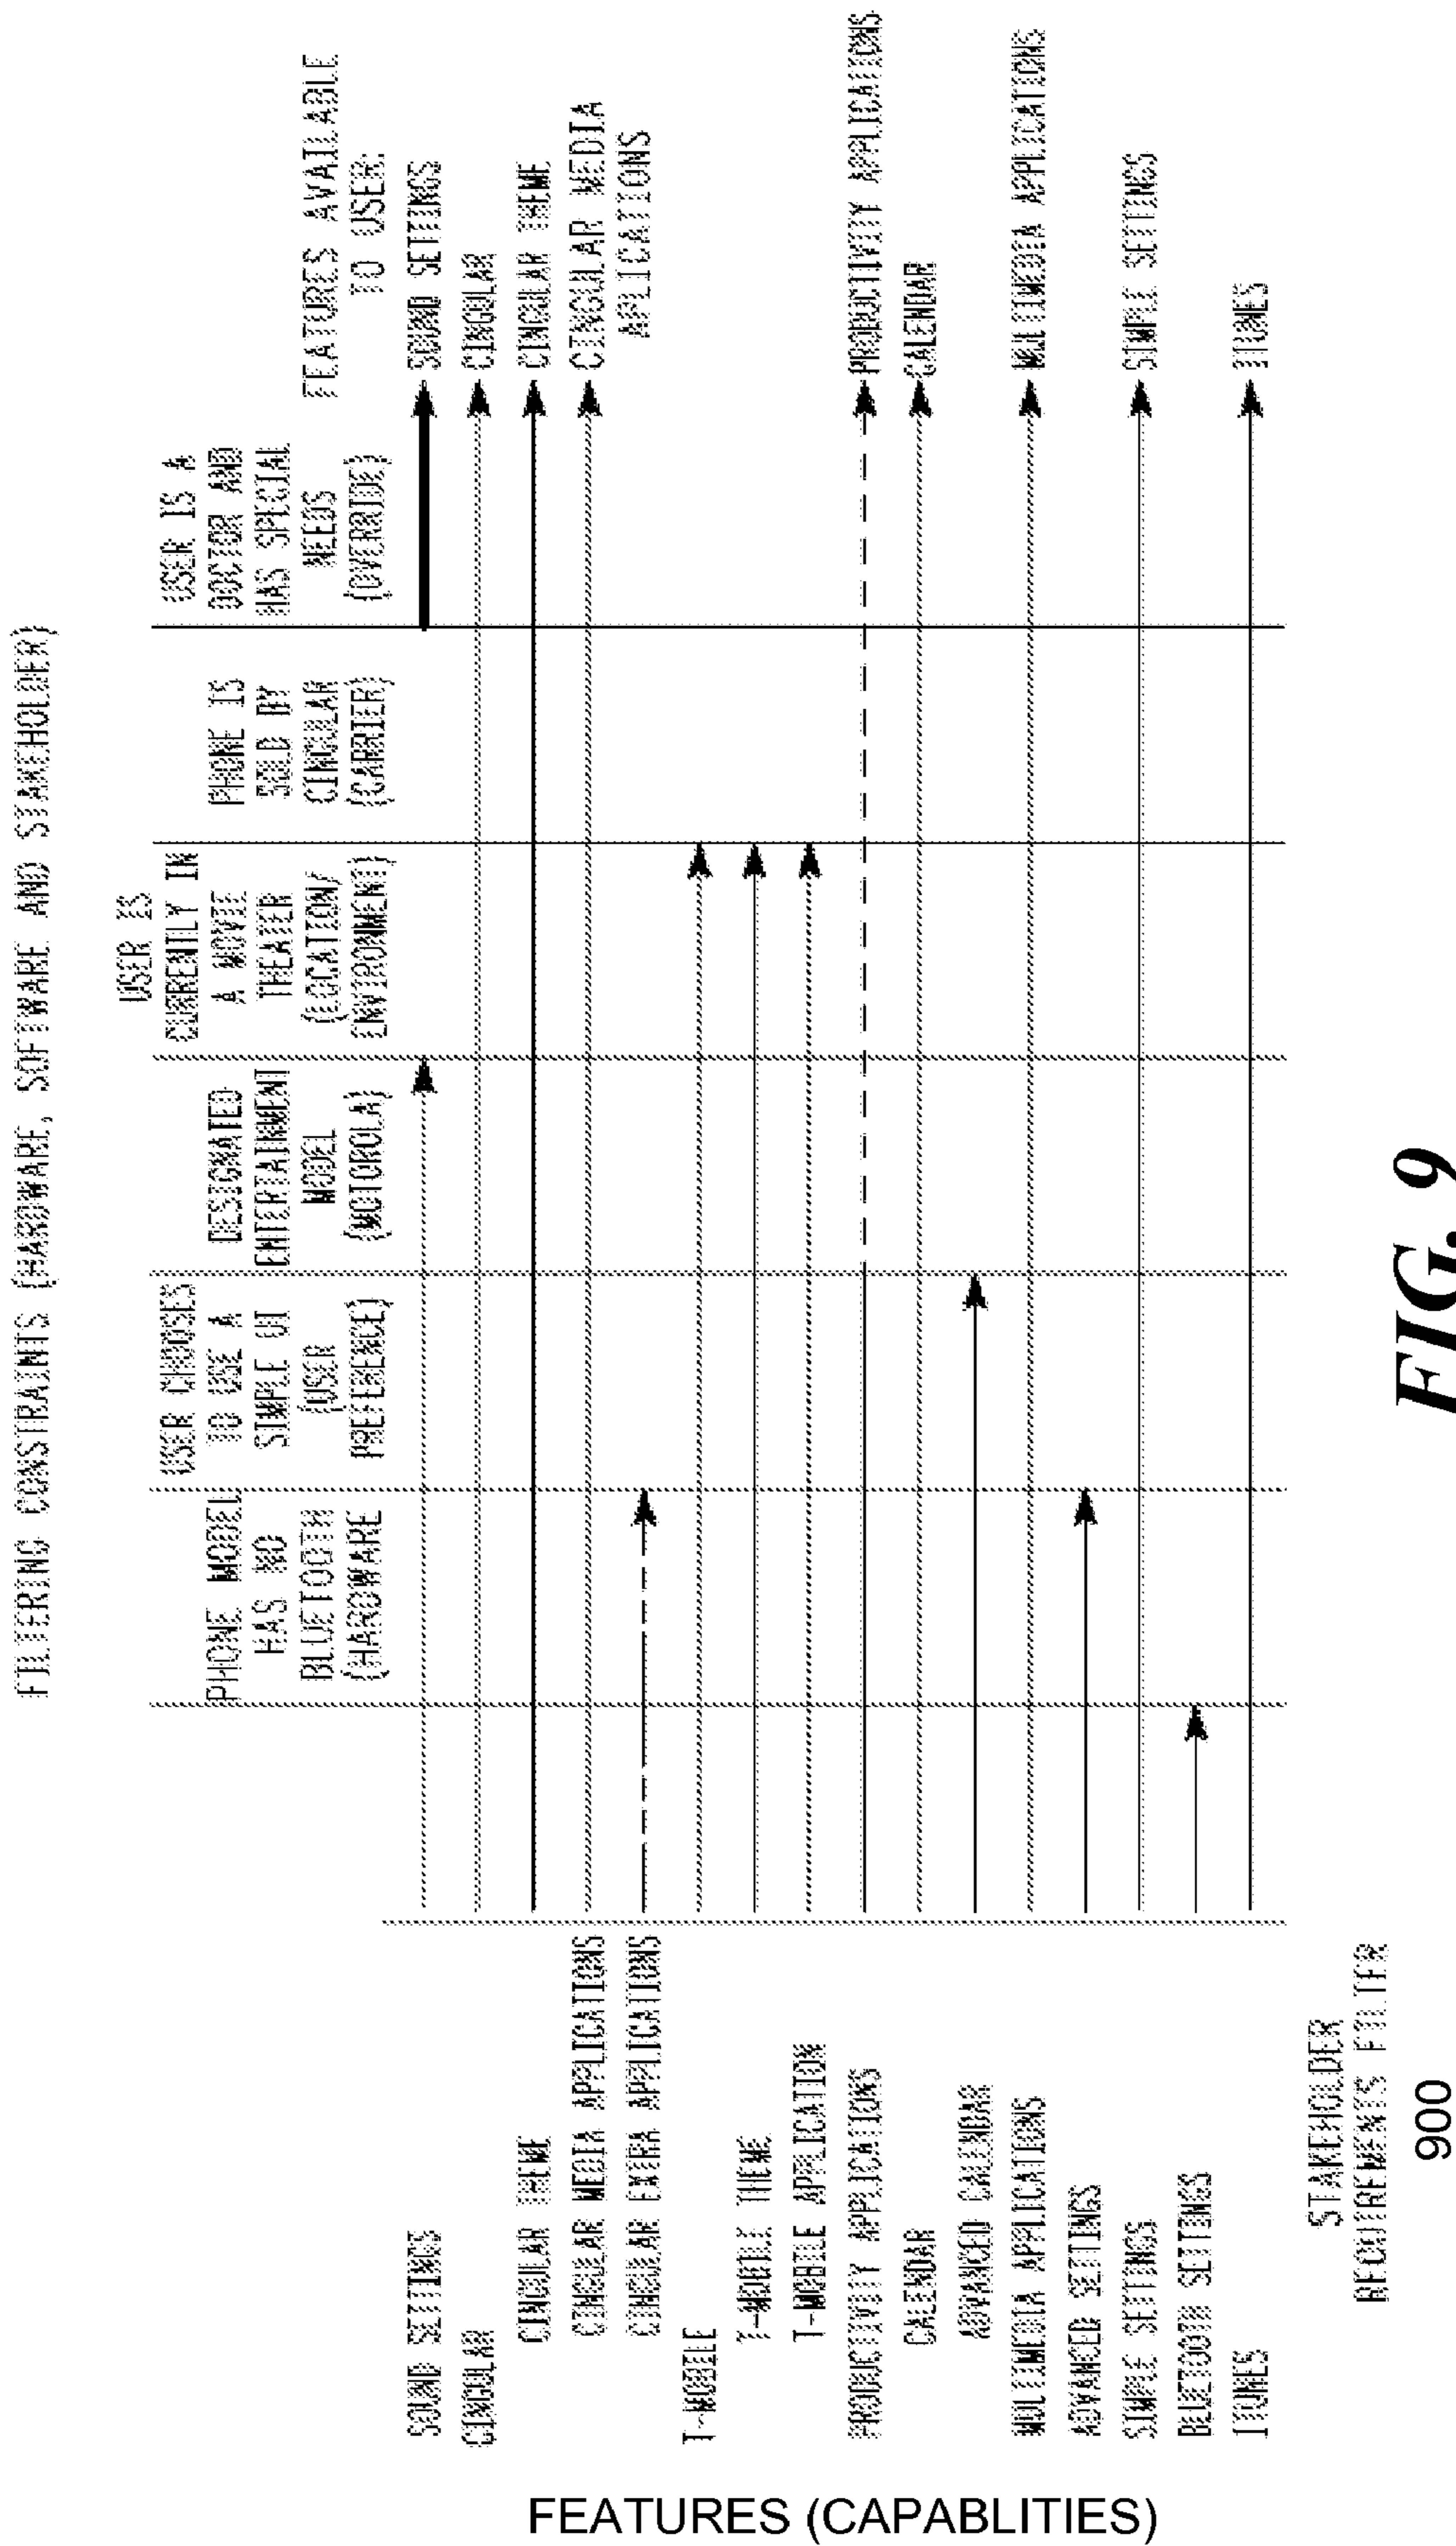 FILTERING CONSTRAINTS (HARDWARE, SOFTWARE AND STAKEHOLDER)
PHONE MODEL
HAS NO
BLUETOOTH
(HARDWARE
USER CHOOSES
TO USE A
SIMPLE UI
(USER
PREFERENCE)
DESIGNATED
ENTERTAINMENT
MODEL
(MOTOROLA)
USER IS
CURRENTLY IN
A MOVIE
THEATER
(LOCATION/
ENVIRONMENT)
PHONE IS
SOLD BY
CINGULAR
(CARRIER)
USER IS A
DOCTOR AND
HAS SPECIAL
NEEDS
(OVERRIDE)
FEATURES AVAILABLE
TO USER:
SOUND SETTINGS
CINGULAR
CINGULAR THEME
CINGULAR MEDIA
APLICATIONS
PRODUCTIVITY APPLICATIONS
CALENDAR
MULTIMEDIA APPLICATIONS
SIMPLE SETTINGS
ITUNES
FEATURES (CAPABLITIES)
SOUND SETTINGS
CINGULAR
CINGULAR THEME
CINGULAR MEDIA APPLICATIONS
CINGULAR EXTRA APPLICATIONS
T-MOBILE
T-MOBILE THEME
T-MOBILE APPLICATION
PRODUCTIVITY APPLICATIONS
CALENDAR
ADVANCED CALENDAR
MULTIMEDIA APPLICATIONS
ADVANCED SETTINGS
SIMPLE SETTINGS
BLUETOOTH SETTINGS
ITUNES
STAKEHOLDER
REQUIREMENTS FILTER
900
FIG. 9